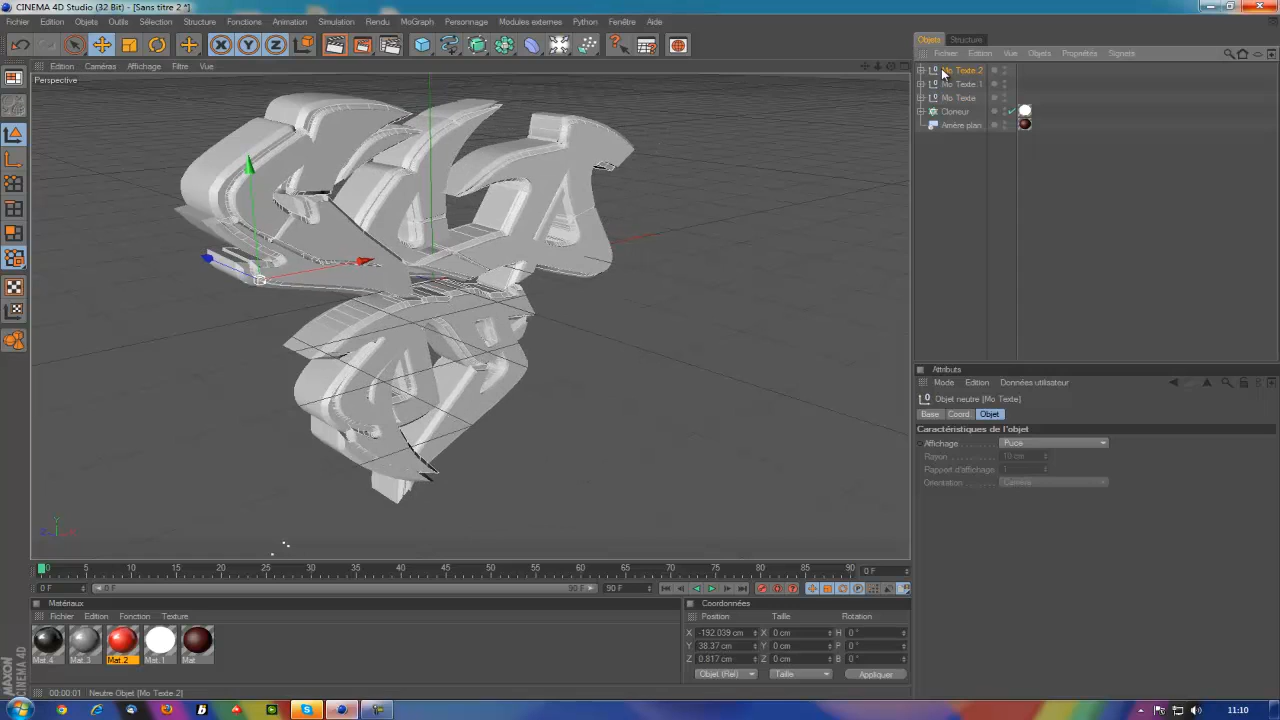 CINEMA 4D Studio (32 Bit) - [Sans titre 2 *]
Fichier Edition Objets Outils Sélection Structure Fonctions Animation Simulation Rendu MoGraph Personnage Modules externes Python Fenêtre Aide
Edition Caméras Affichage Filtre Vue
Perspective
Objets Structure
Fichier Edition Vue Objets Propriétés Signets
Mo Texte.2
Mo Texte.1
Mo Texte
Cloneur
Arrière plan
Attributs
Mode Edition Données utilisateur
Objet neutre [Mo Texte]
Base Coord. Objet
Caractéristiques de l'objet
Affichage Puce
Rayon 10 cm
Rapport d'affichage 1
Orientation Caméra
Y
Z X
0 5 10 15 20 25 30 35 40 45 50 55 60 65 70 75 80 85 90 0 F
0 F 0 F 90 F 90 F
Matériaux
Fichier Edition Fonction Texture
Mat.4 Mat.3 Mat.2 Mat.1 Mat
Coordonnées
Position Taille Rotation
X -192.039 cm X 0 cm H 0 °
Y 38.37 cm Y 0 cm P 0 °
Z 0.817 cm Z 0 cm B 0 °
Objet (Rel) Taille Appliquer
MAXON CINEMA 4D
00:00:01 Neutre Objet [Mo Texte.2]
11:10